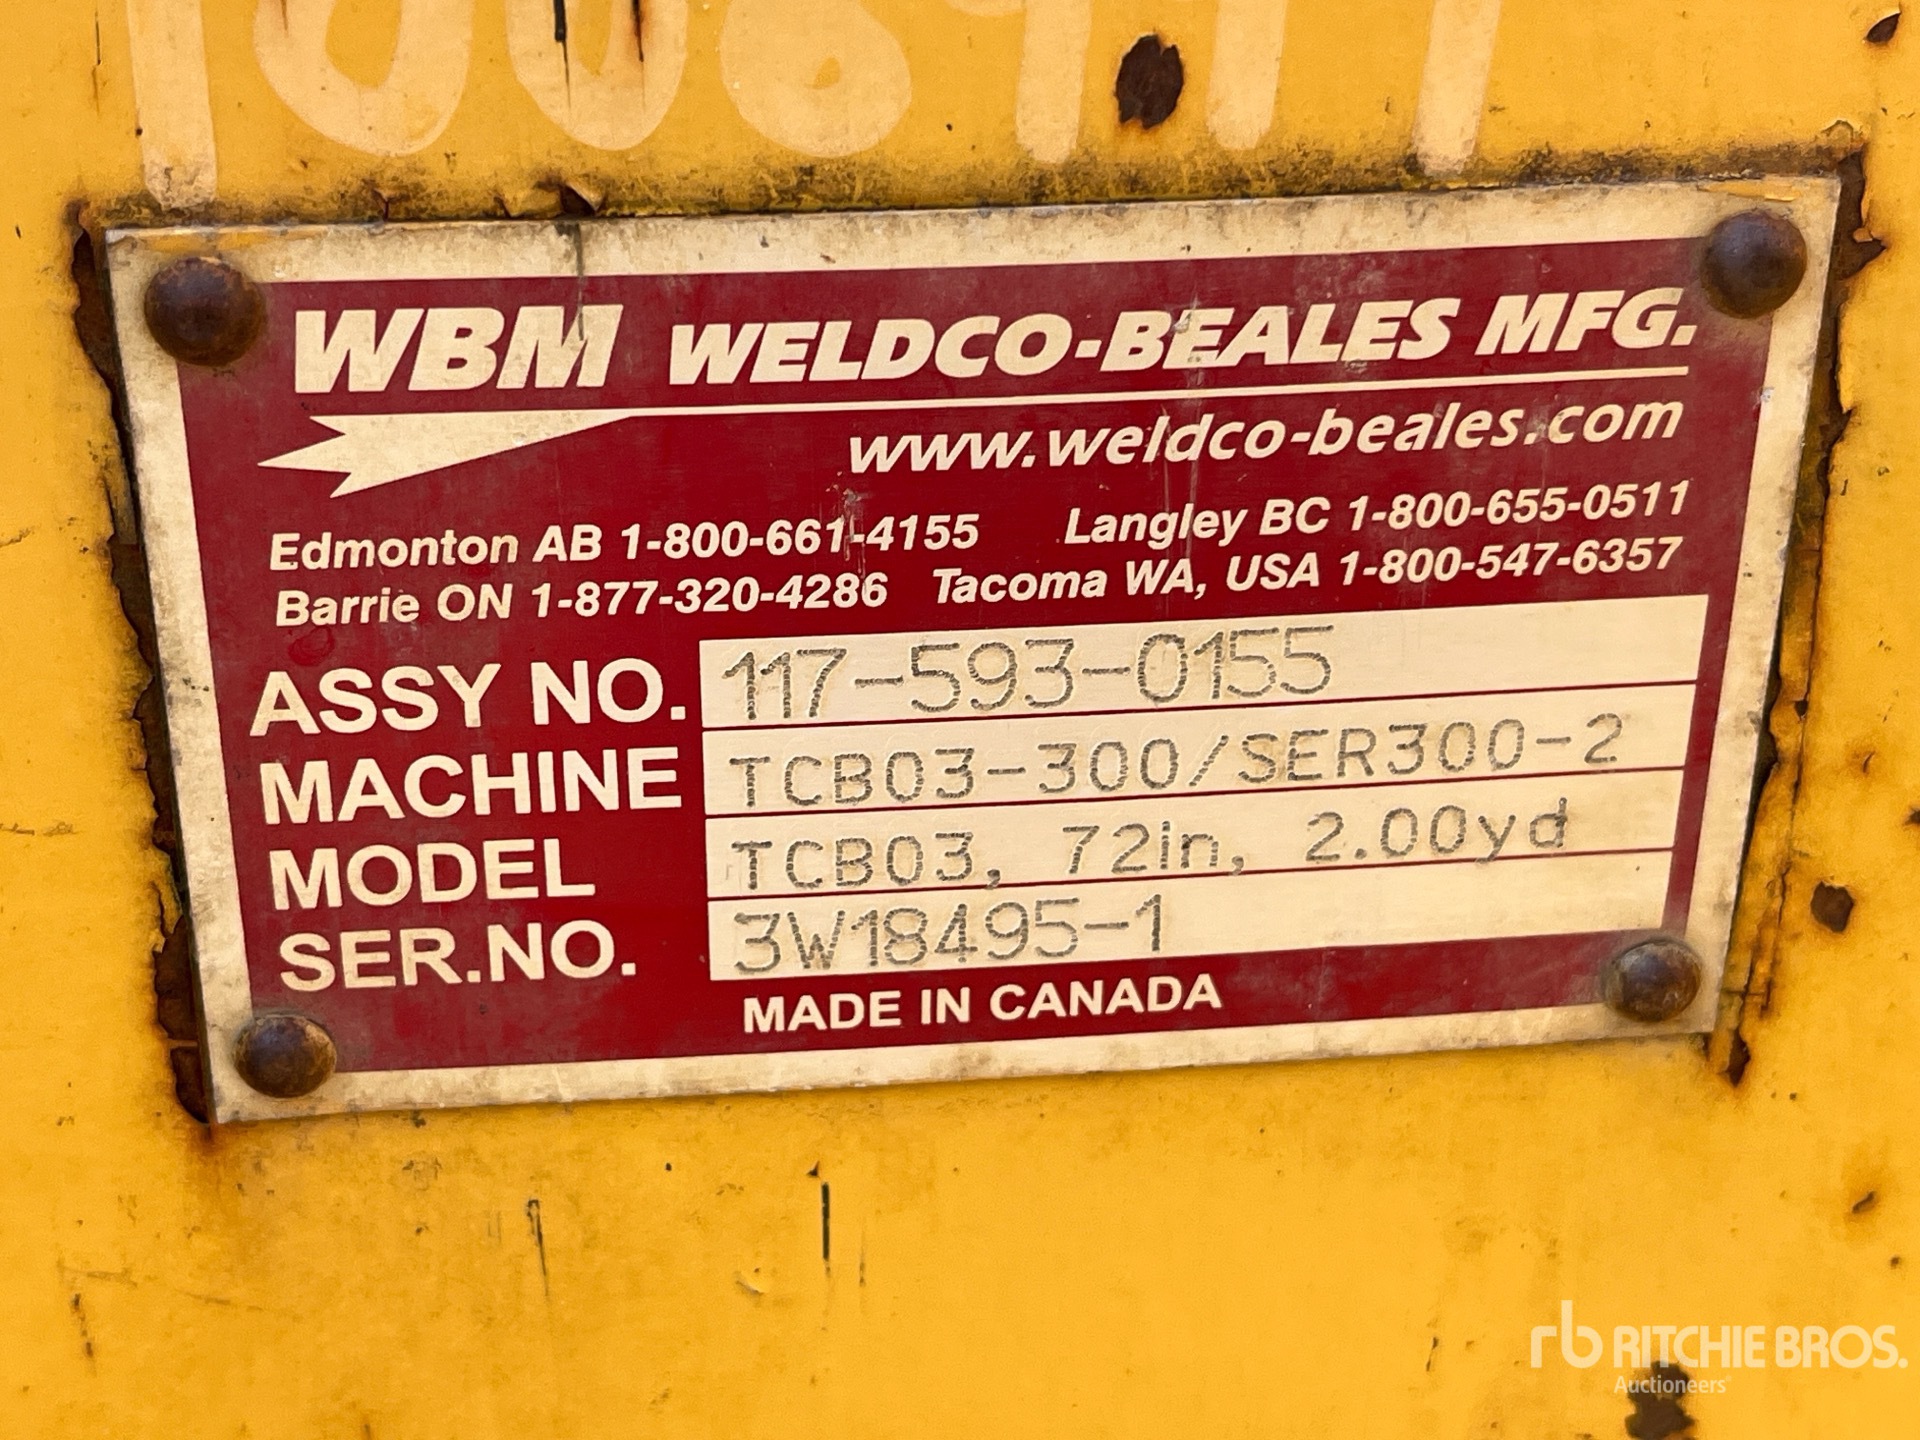 WBM WELDCO-BEALES MFG.
www.weldco-beales.com
Edmonton AB 1-800-661-4155 Langley BC 1-800-655-0511
Barrie ON 1-877-320-4286 Tacoma WA, USA 1-800-547-6357
ASSY NO. 117-593-0155
MACHINE TCB03-300/SER300-2
MODEL TCB03, 72in, 2.00yd
SER.NO. 3W18495-1
MADE IN CANADA
rb RITCHIE BROS.
Auctioneers